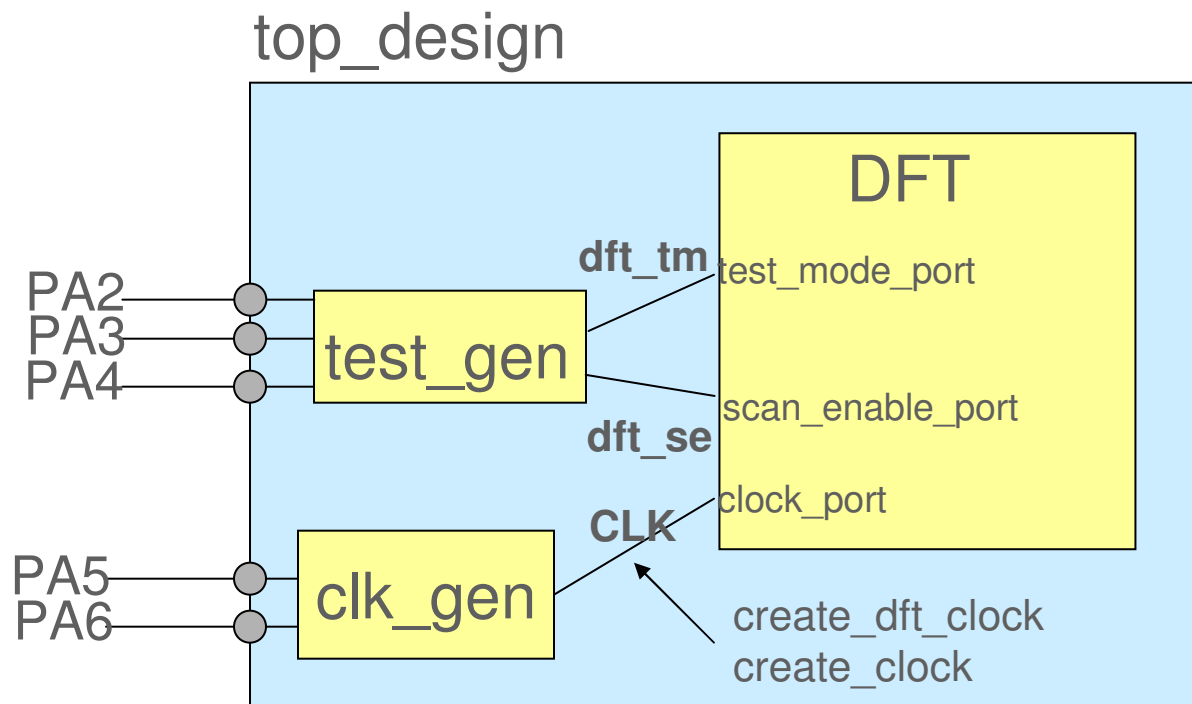 top_design
DFT
dft_tm
test_mode_port
PA2
PA3
PA4
test_gen
scan_enable_port
dft_se
clock_port
CLK
PA5
PA6
clk_gen
create_dft_clock
create_clock